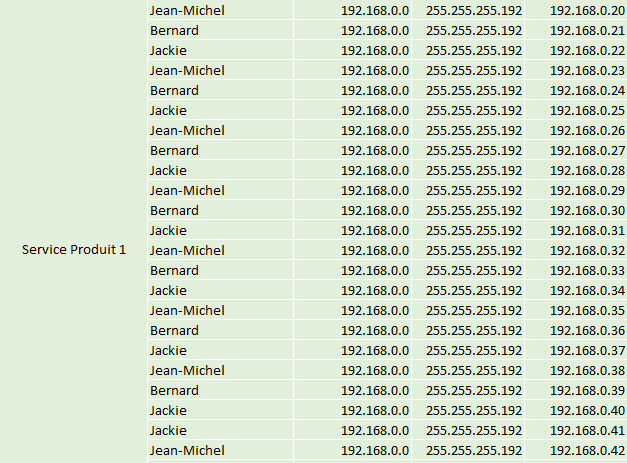 Jean-Michel 192.168.0.0 255.255.255.192 192.168.0.20
Bernard 192.168.0.0 255.255.255.192 192.168.0.21
Jackie 192.168.0.0 255.255.255.192 192.168.0.22
Jean-Michel 192.168.0.0 255.255.255.192 192.168.0.23
Bernard 192.168.0.0 255.255.255.192 192.168.0.24
Jackie 192.168.0.0 255.255.255.192 192.168.0.25
Jean-Michel 192.168.0.0 255.255.255.192 192.168.0.26
Bernard 192.168.0.0 255.255.255.192 192.168.0.27
Jackie 192.168.0.0 255.255.255.192 192.168.0.28
Jean-Michel 192.168.0.0 255.255.255.192 192.168.0.29
Bernard 192.168.0.0 255.255.255.192 192.168.0.30
Jackie 192.168.0.0 255.255.255.192 192.168.0.31
Service Produit 1 Jean-Michel 192.168.0.0 255.255.255.192 192.168.0.32
Bernard 192.168.0.0 255.255.255.192 192.168.0.33
Jackie 192.168.0.0 255.255.255.192 192.168.0.34
Jean-Michel 192.168.0.0 255.255.255.192 192.168.0.35
Bernard 192.168.0.0 255.255.255.192 192.168.0.36
Jackie 192.168.0.0 255.255.255.192 192.168.0.37
Jean-Michel 192.168.0.0 255.255.255.192 192.168.0.38
Bernard 192.168.0.0 255.255.255.192 192.168.0.39
Jackie 192.168.0.0 255.255.255.192 192.168.0.40
Jackie 192.168.0.0 255.255.255.192 192.168.0.41
Jean-Michel 192.168.0.0 255.255.255.192 192.168.0.42